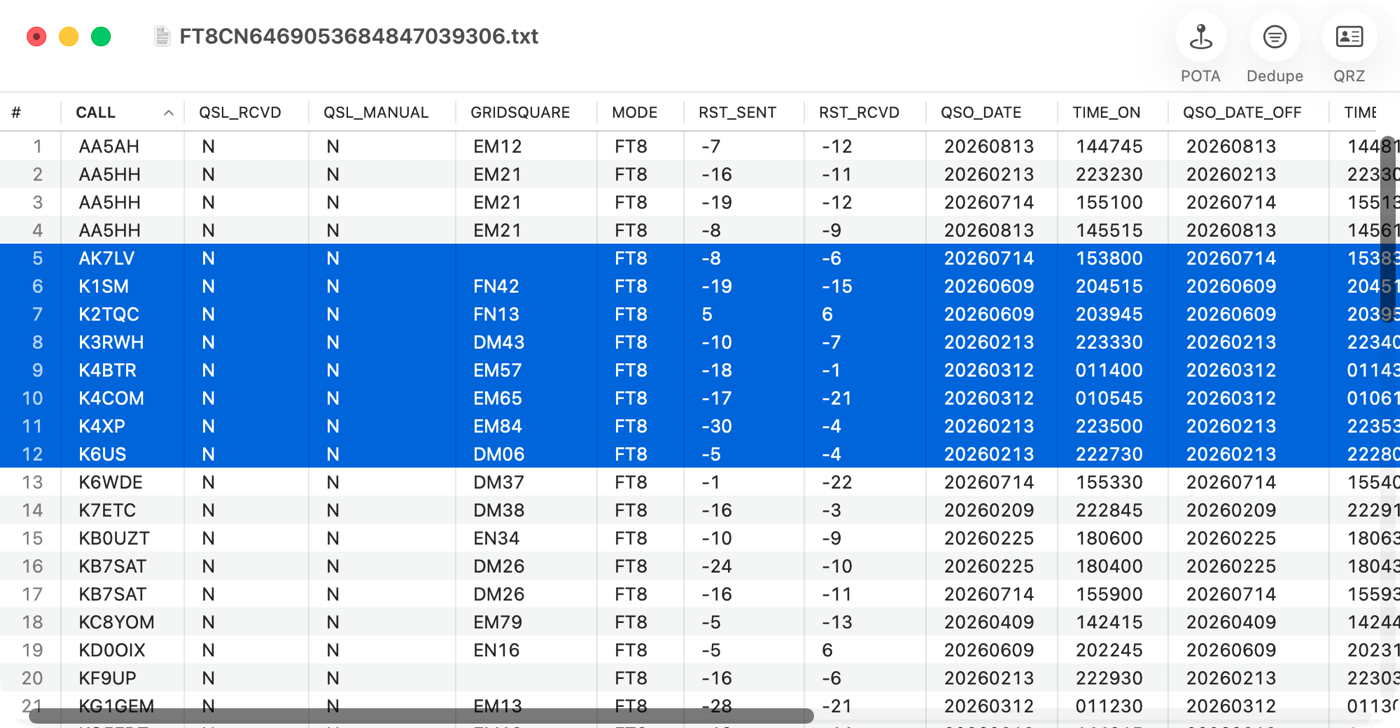 FT8CN6469053684847039306.txt
POTA Dedupe QRZ
# CALL QSL_RCVD QSL_MANUAL GRIDSQUARE MODE RST_SENT RST_RCVD QSO_DATE TIME_ON QSO_DATE_OFF TIME
1 AA5AH N N EM12 FT8 -7 -12 20260813 144745 20260813
2 AA5HH N N EM21 FT8 -16 -11 20260213 223230 20260213
3 AA5HH N N EM21 FT8 -19 -12 20260714 155100 20260714
4 AA5HH N N EM21 FT8 -8 -9 20260813 145515 20260813
5 AK7LV N N FT8 -8 -6 20260714 153800 20260714
6 K1SM N N FN42 FT8 -19 -15 20260609 204515 20260609
7 K2TQC N N FN13 FT8 5 6 20260609 203945 20260609
8 K3RWH N N DM43 FT8 -10 -7 20260213 223330 20260213
9 K4BTR N N EM57 FT8 -18 -1 20260312 011400 20260312
10 K4COM N N EM65 FT8 -17 -21 20260312 010545 20260312
11 K4XP N N EM84 FT8 -30 -4 20260213 223500 20260213
12 K6US N N DM06 FT8 -5 -4 20260213 222730 20260213
13 K6WDE N N DM37 FT8 -1 -22 20260714 155330 20260714
14 K7ETC N N DM38 FT8 -16 -3 20260209 222845 20260209
15 KB0UZT N N EN34 FT8 -10 -9 20260225 180600 20260225
16 KB7SAT N N DM26 FT8 -24 -10 20260225 180400 20260225
17 KB7SAT N N DM26 FT8 -16 -11 20260714 155900 20260714
18 KC8YOM N N EM79 FT8 -5 -13 20260409 142415 20260409
19 KD0OIX N N EN16 FT8 -5 6 20260609 202245 20260609
20 KF9UP N N FT8 -16 -6 20260213 222930 20260213
21 KG1GEM N N EM13 FT8 -28 -21 20260312 011230 20260312